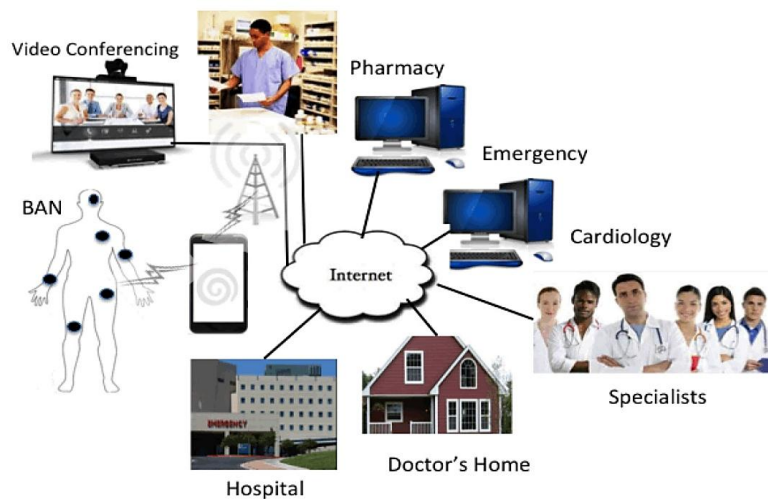 Video Conferencing
Pharmacy
Emergency
BAN
Cardiology
Internet
Specialists
EMERGENCY
Doctor's Home
Hospital